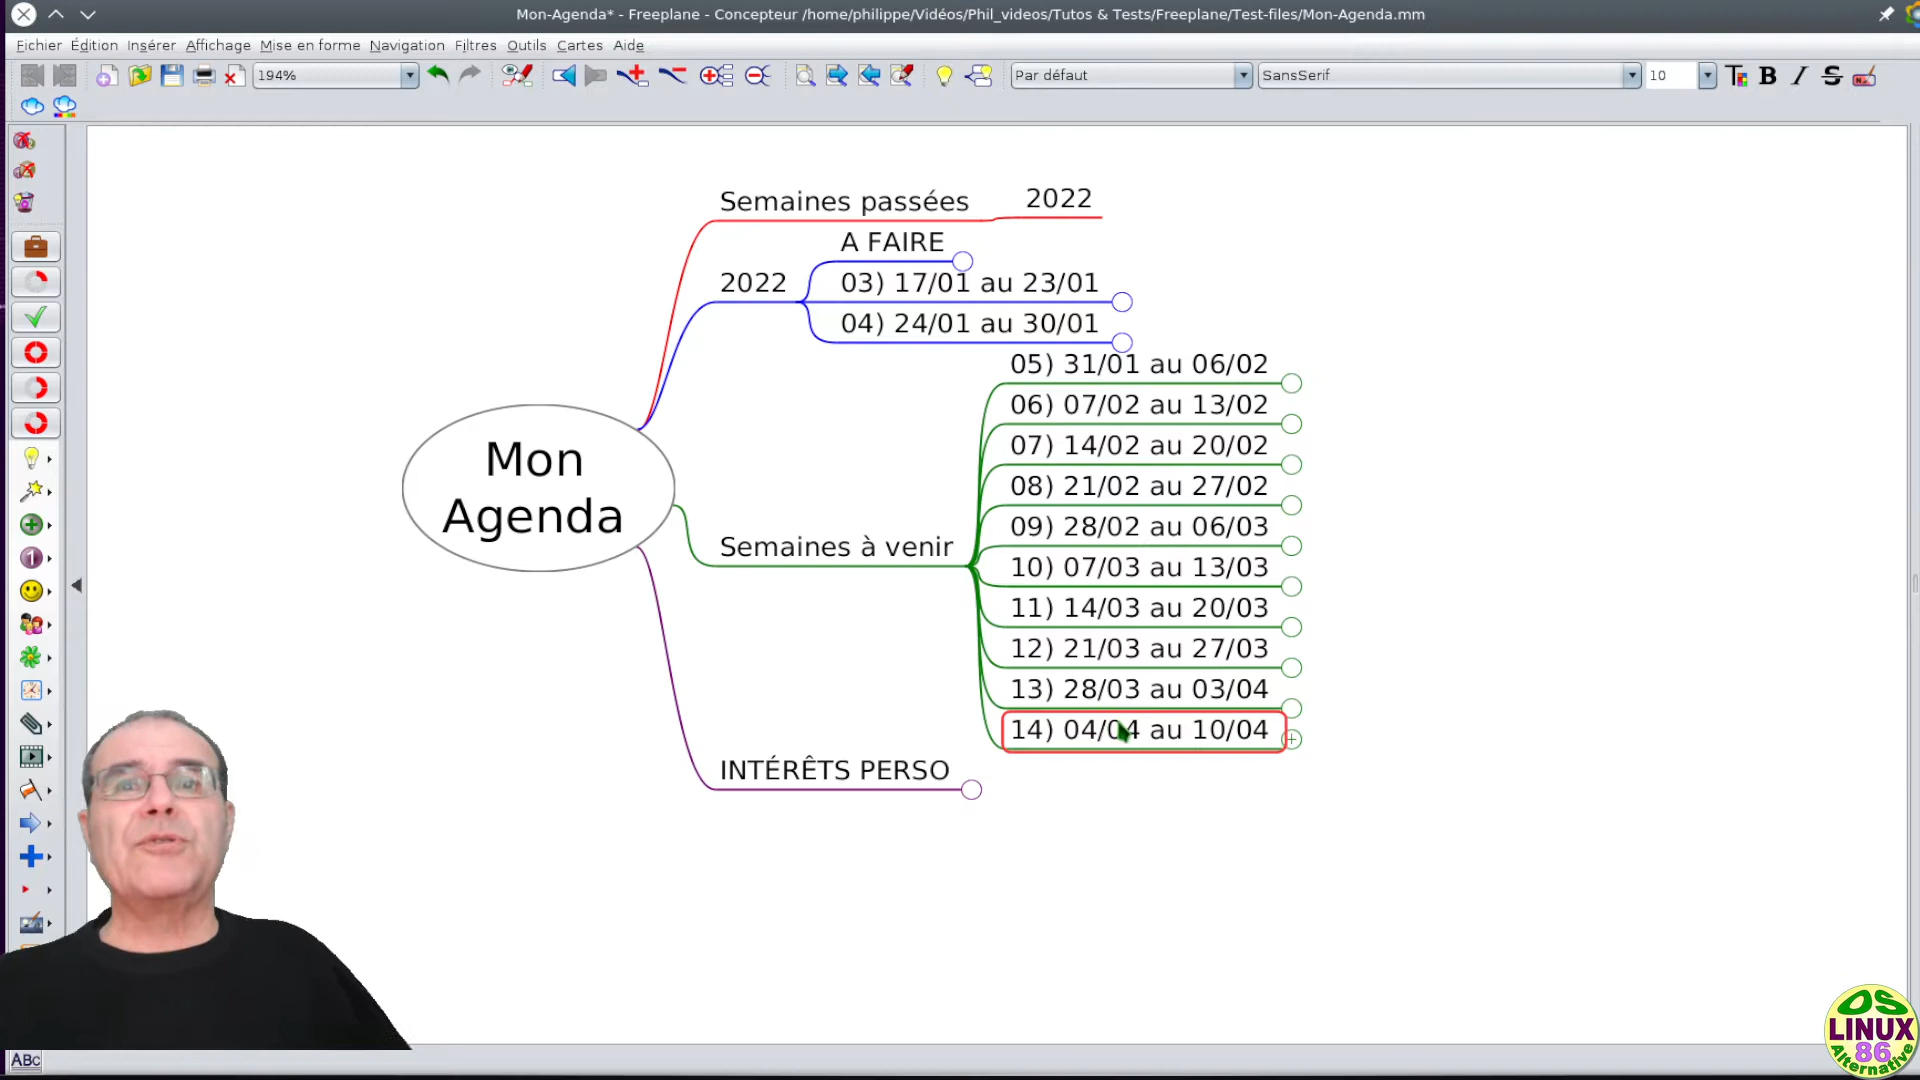 Mon-Agenda* - Freeplane - Concepteur /home/philippe/Vidéos/Phil_videos/Tutos & Tests/Freeplane/Test-files/Mon-Agenda.mm
Fichier Édition Insérer Affichage Mise en forme Navigation Filtres Outils Cartes Aide
194% Par défaut SansSerif 10
Semaines passées 2022
A FAIRE
2022
03) 17/01 au 23/01
04) 24/01 au 30/01
Mon
Agenda
Semaines à venir
05) 31/01 au 06/02
06) 07/02 au 13/02
07) 14/02 au 20/02
08) 21/02 au 27/02
09) 28/02 au 06/03
10) 07/03 au 13/03
11) 14/03 au 20/03
12) 21/03 au 27/03
13) 28/03 au 03/04
14) 04/04 au 10/04
INTÉRÊTS PERSO
ABC
OS
LINUX
86
Alternative